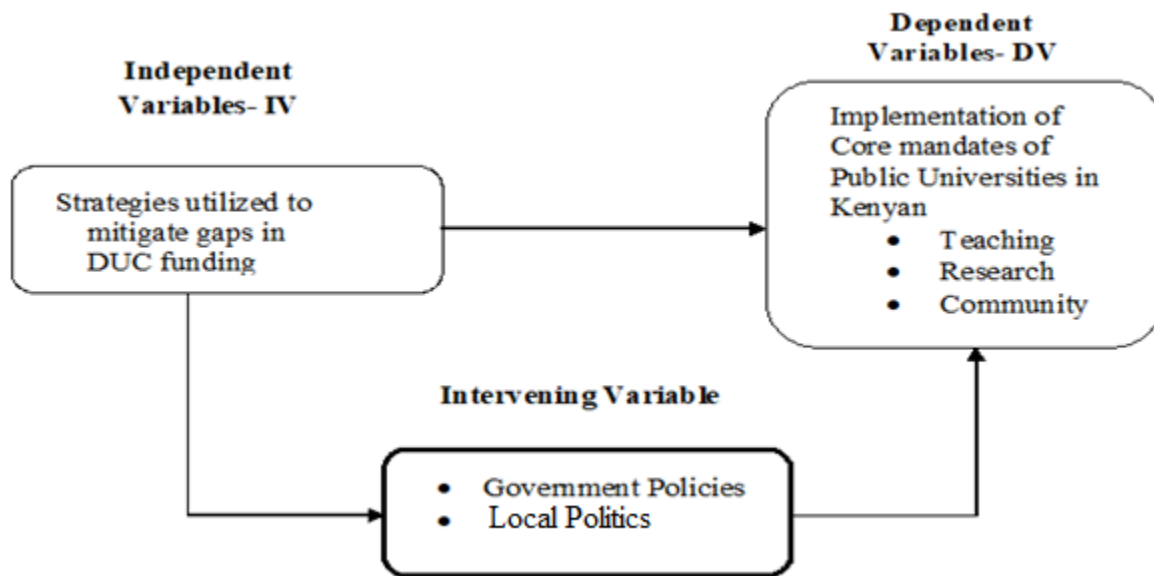 Independent
Variables- IV
Strategies utilized to
mitigate gaps in
DUC funding
Dependent
Variables- DV
Implementation of
Core mandates of
Public Universities in
Kenyan
• Teaching
• Research
• Community
Intervening Variable
• Government Policies
• Local Politics